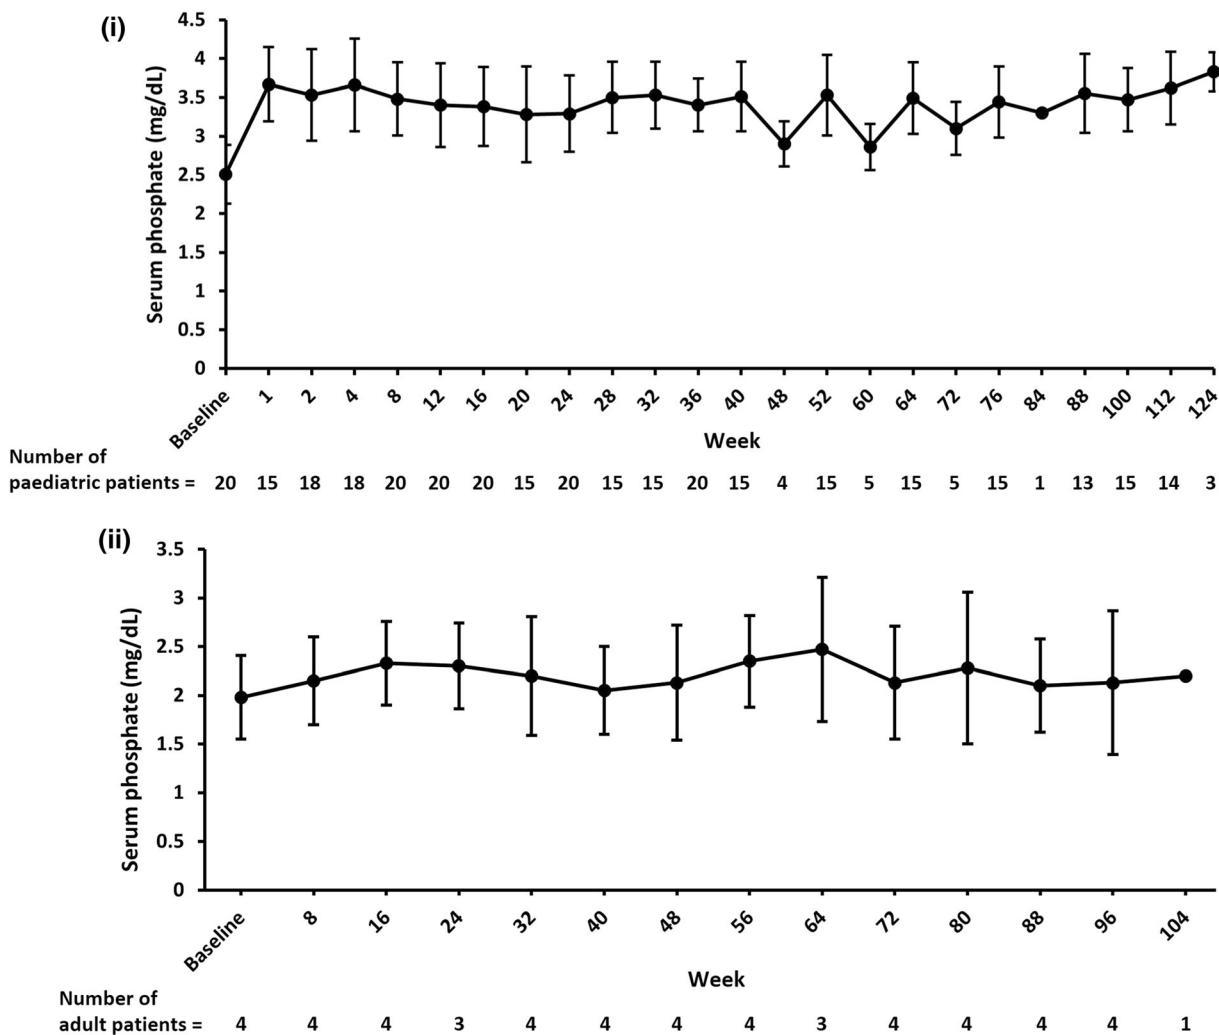 (i)
Serum phosphate (mg/dL)
4.5
4
3.5
3
2.5
2
1.5
1
0.5
0
Baseline 1 2 4 8 12 16 20 24 28 32 36 40 48 52 60 64 72 76 84 88 100 112 124
Week
Number of
paediatric patients = 20 15 18 18 20 20 20 15 20 15 15 20 15 4 15 5 15 5 15 1 13 15 14 3
(ii)
Serum phosphate (mg/dL)
3.5
3
2.5
2
1.5
1
0.5
0
Baseline 8 16 24 32 40 48 56 64 72 80 88 96 104
Week
Number of
adult patients = 4 4 4 3 4 4 4 4 3 4 4 4 4 1